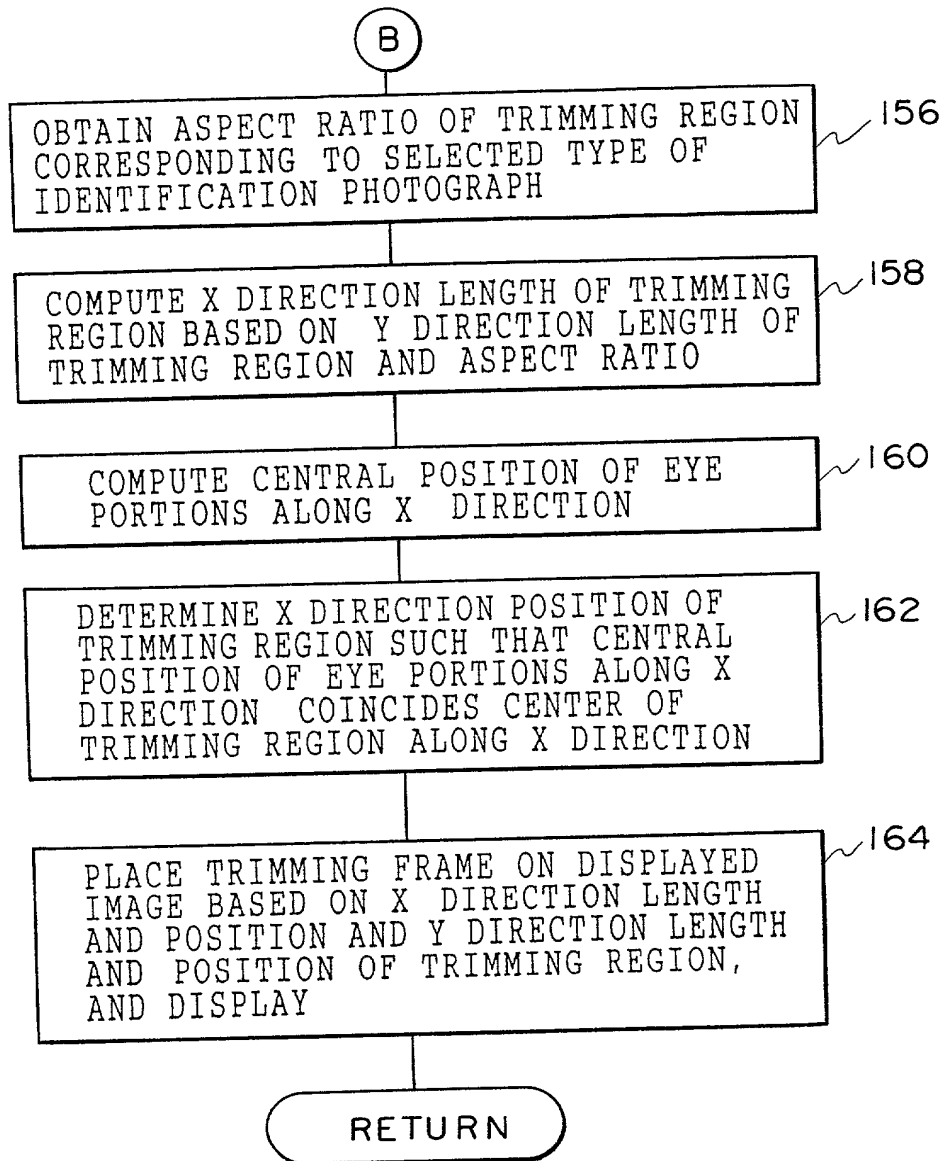 B
OBTAIN ASPECT RATIO OF TRIMMING REGION
CORRESPONDING TO SELECTED TYPE OF
IDENTIFICATION PHOTOGRAPH
156
COMPUTE X DIRECTION LENGTH OF TRIMMING
REGION BASED ON Y DIRECTION LENGTH OF
TRIMMING REGION AND ASPECT RATIO
158
COMPUTE CENTRAL POSITION OF EYE
PORTIONS ALONG X DIRECTION
160
DETERMINE X DIRECTION POSITION OF
TRIMMING REGION SUCH THAT CENTRAL
POSITION OF EYE PORTIONS ALONG X
DIRECTION COINCIDES CENTER OF
TRIMMING REGION ALONG X DIRECTION
162
PLACE TRIMMING FRAME ON DISPLAYED
IMAGE BASED ON X DIRECTION LENGTH
AND POSITION AND Y DIRECTION LENGTH
AND POSITION OF TRIMMING REGION,
AND DISPLAY
164
RETURN